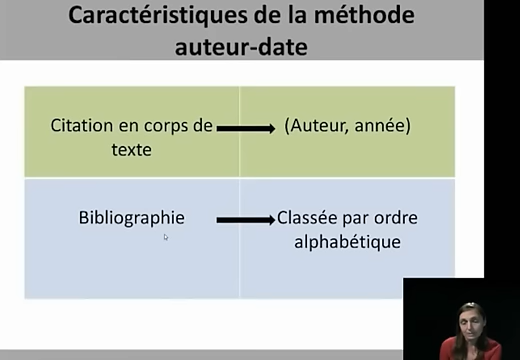 Caractéristiques de la méthode
auteur-date
Citation en corps de
texte
(Auteur, année)
Bibliographie
Classée par ordre
alphabétique